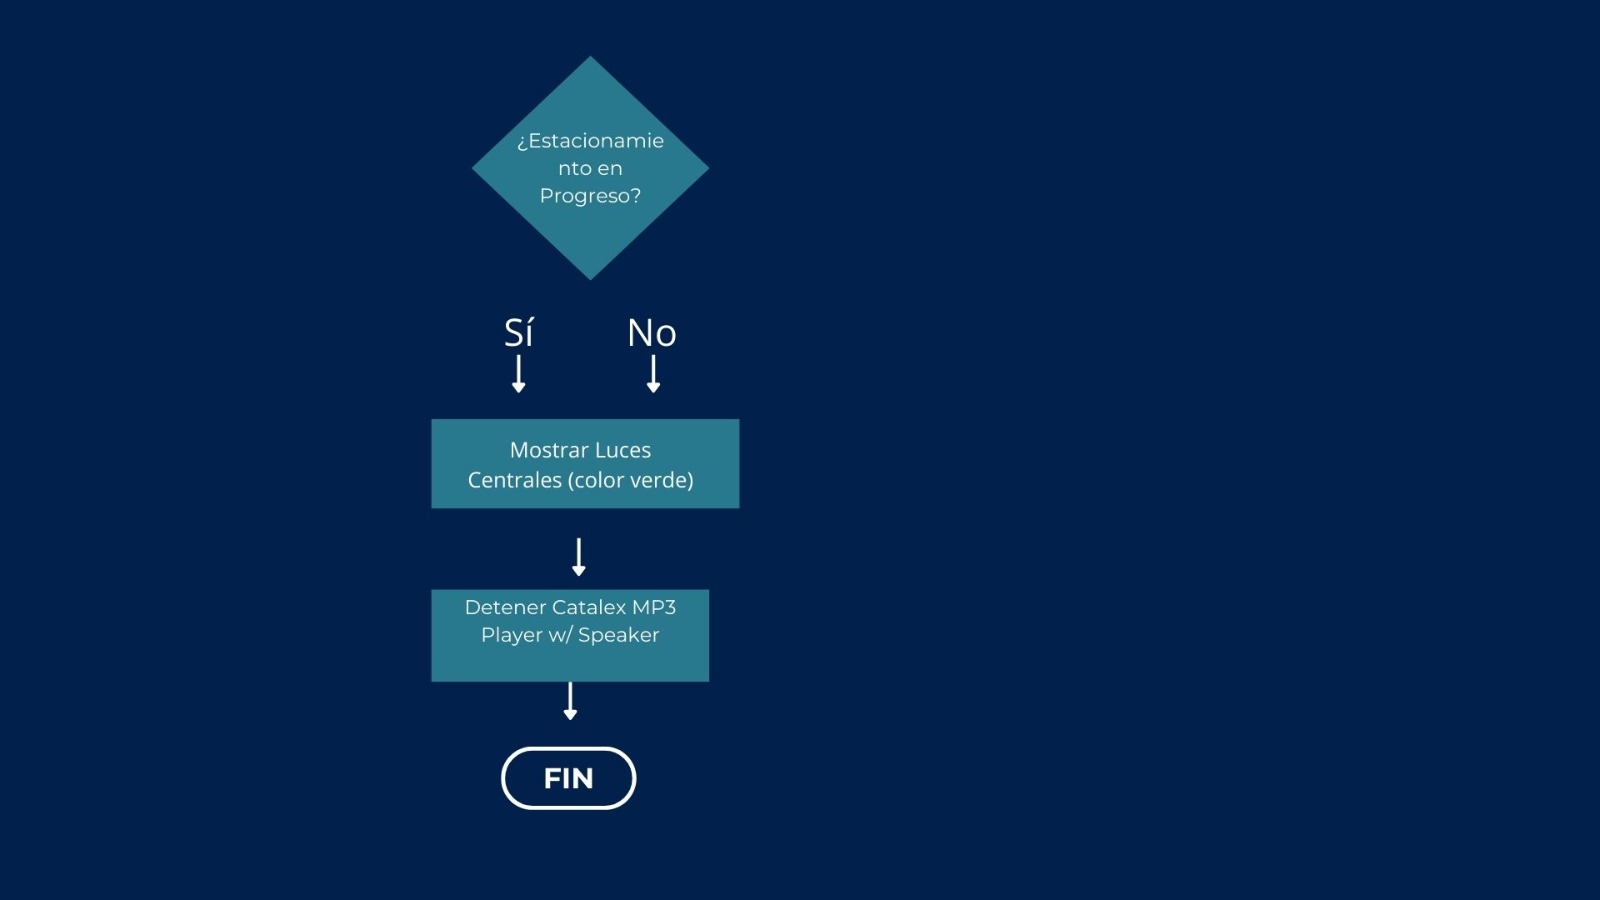 ¿Estacionamie
nto en
Progreso?
Sí No
Mostrar Luces
Centrales (color verde)
Detener Catalex MP3
Player w/ Speaker
FIN